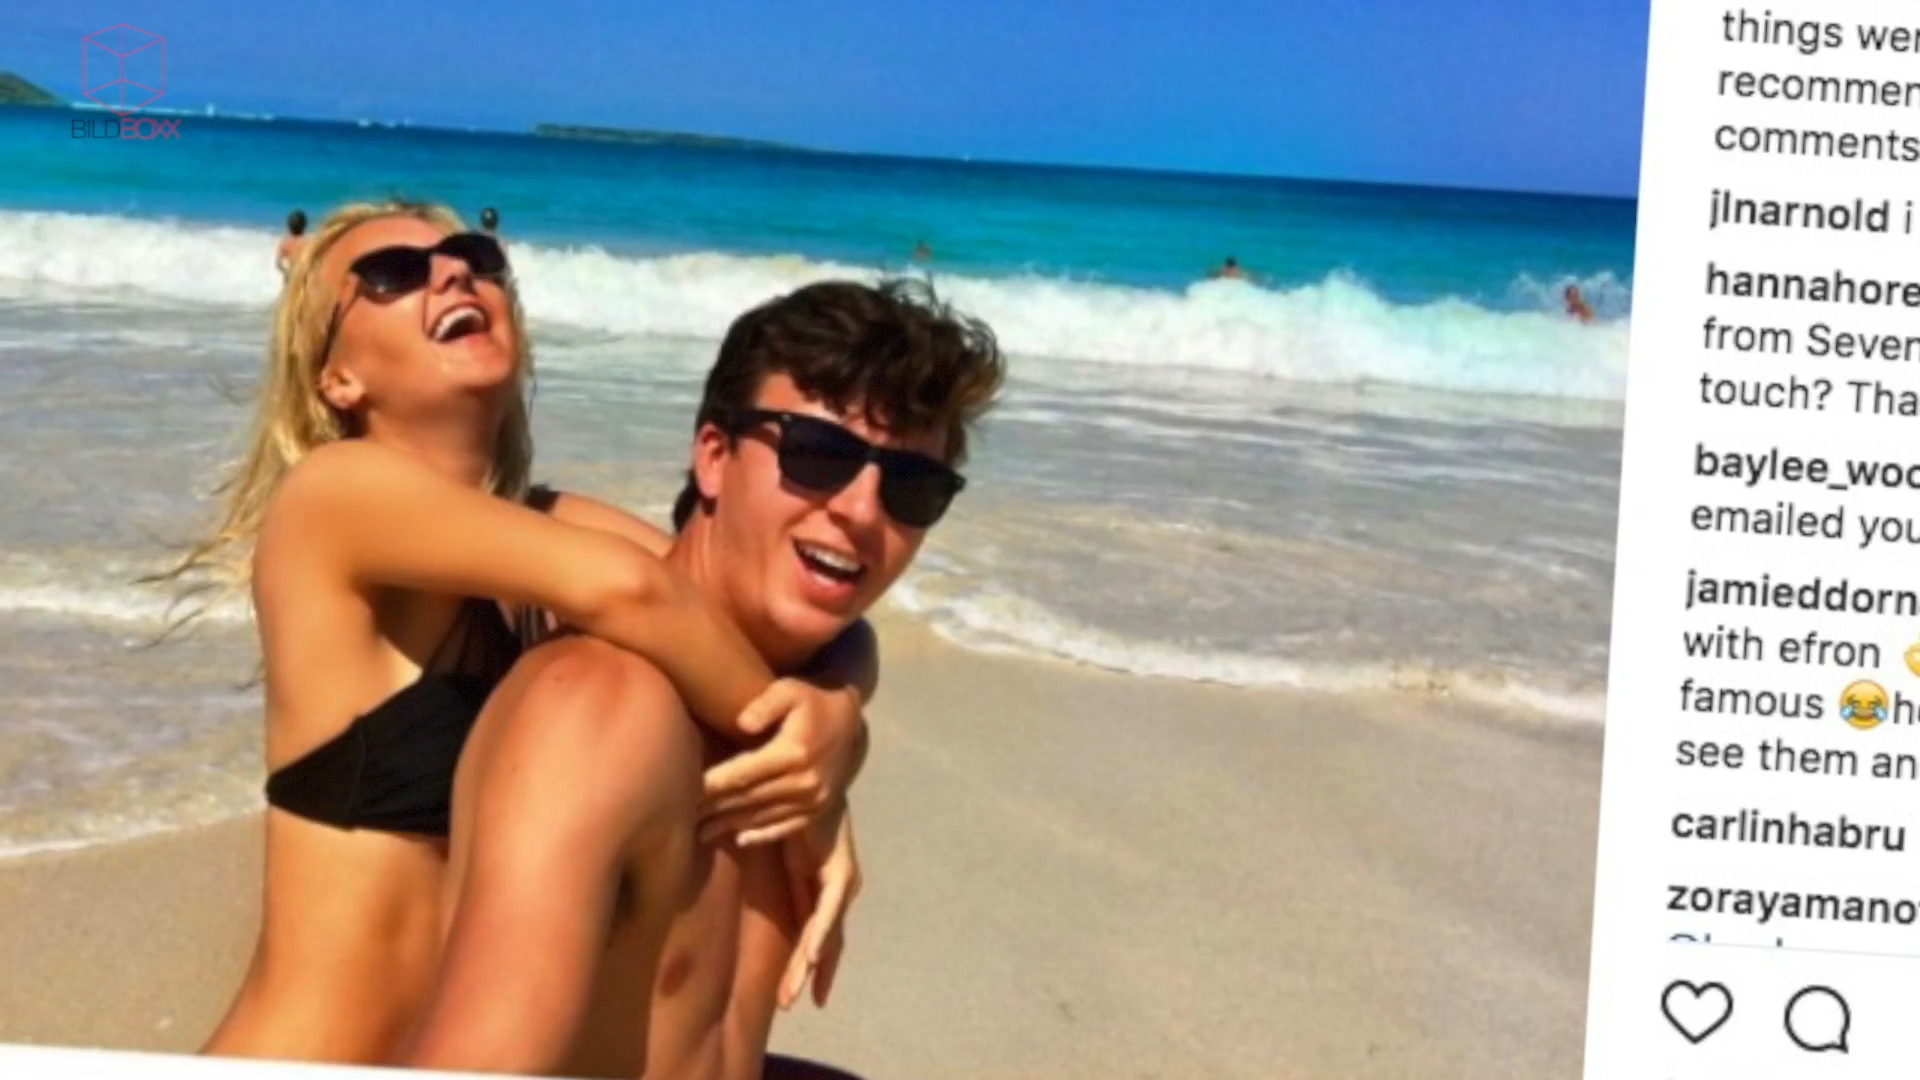 BILDBOXX
things wer
recommen
comments
jlnarnold i
hannahore
from Seven
touch? Tha
baylee_woo
emailed you
jamieddorn
with efron
famous 😂he
see them an
carlinhabru
zorayamano